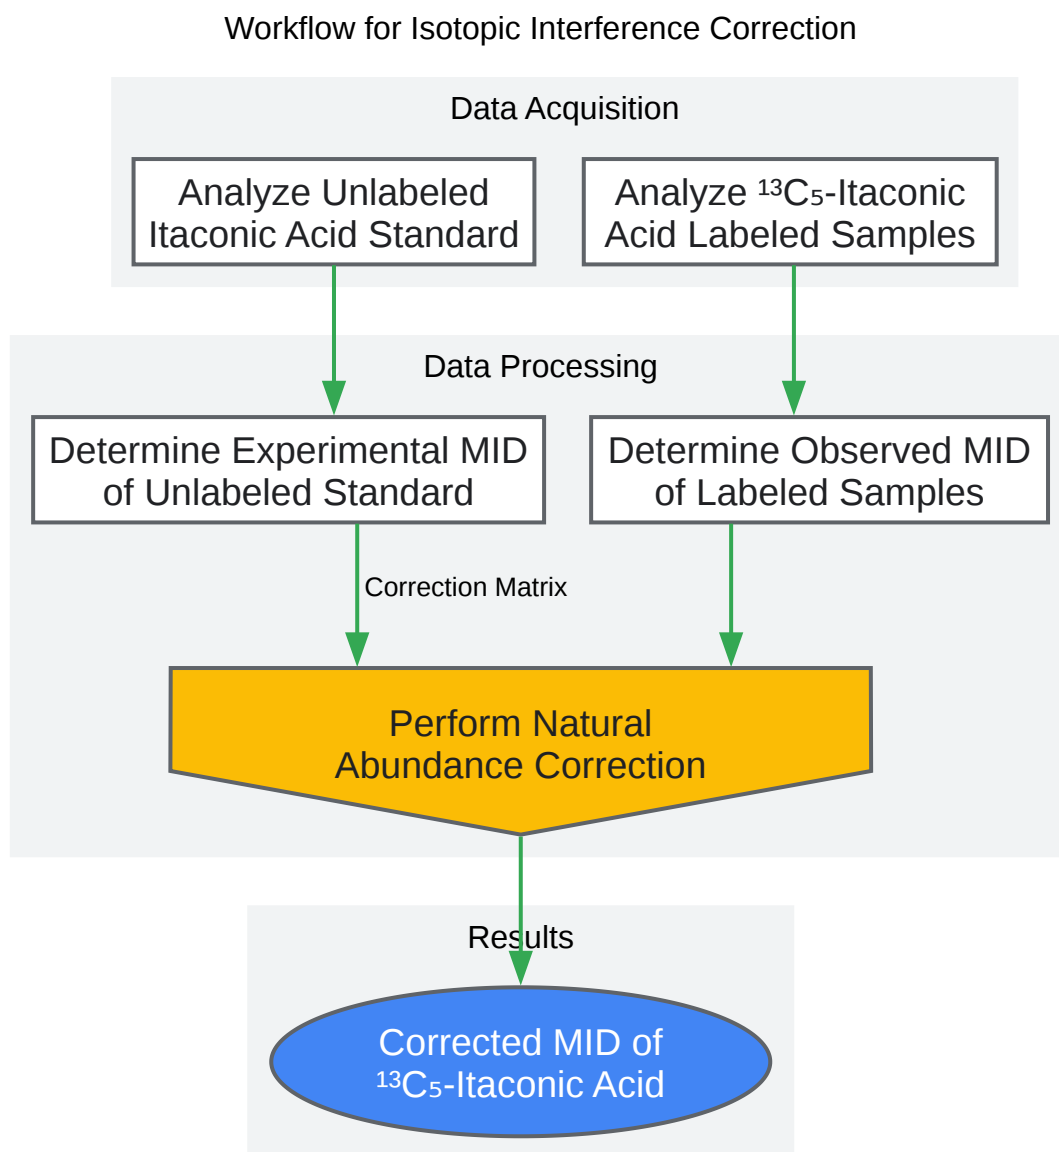 Workflow for Isotopic Interference Correction
Data Acquisition
Analyze Unlabeled
Itaconic Acid Standard
Analyze ¹³C₅-Itaconic
Acid Labeled Samples
Data Processing
Determine Experimental MID
of Unlabeled Standard
Determine Observed MID
of Labeled Samples
Correction Matrix
Perform Natural
Abundance Correction
Results
Corrected MID of
¹³C₅-Itaconic Acid